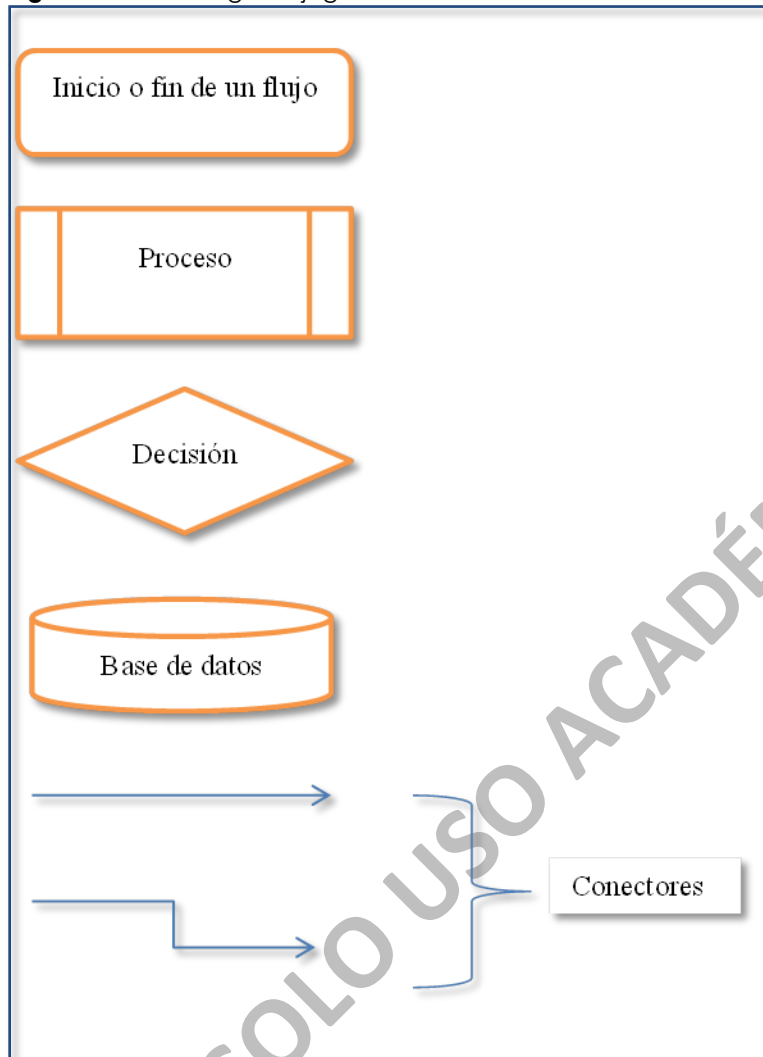 Inicio o fin de un flujo
Proceso
Decisión
Base de datos
Conectores
SOLO USO ACADÉ